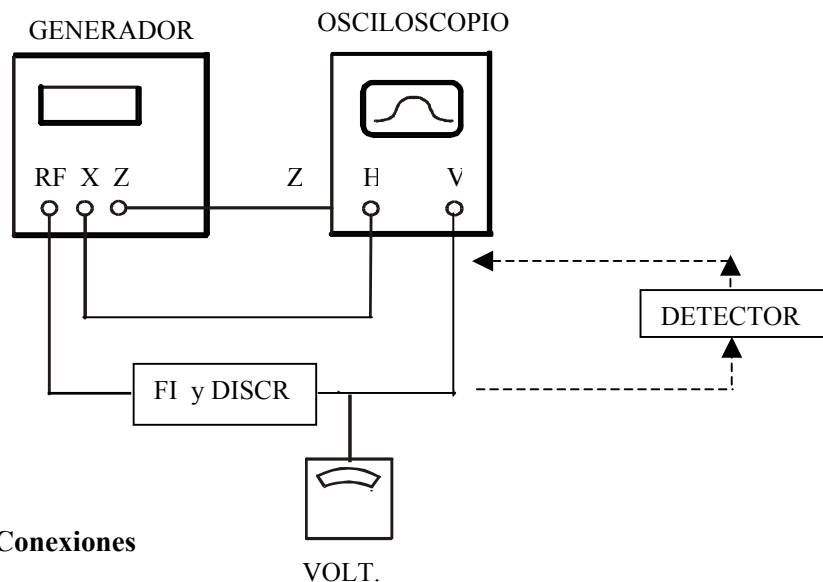 GENERADOR
OSCILOSCOPIO
RF X Z
Z
H
V
DETECTOR
FI y DISCR
Conexiones
VOLT.